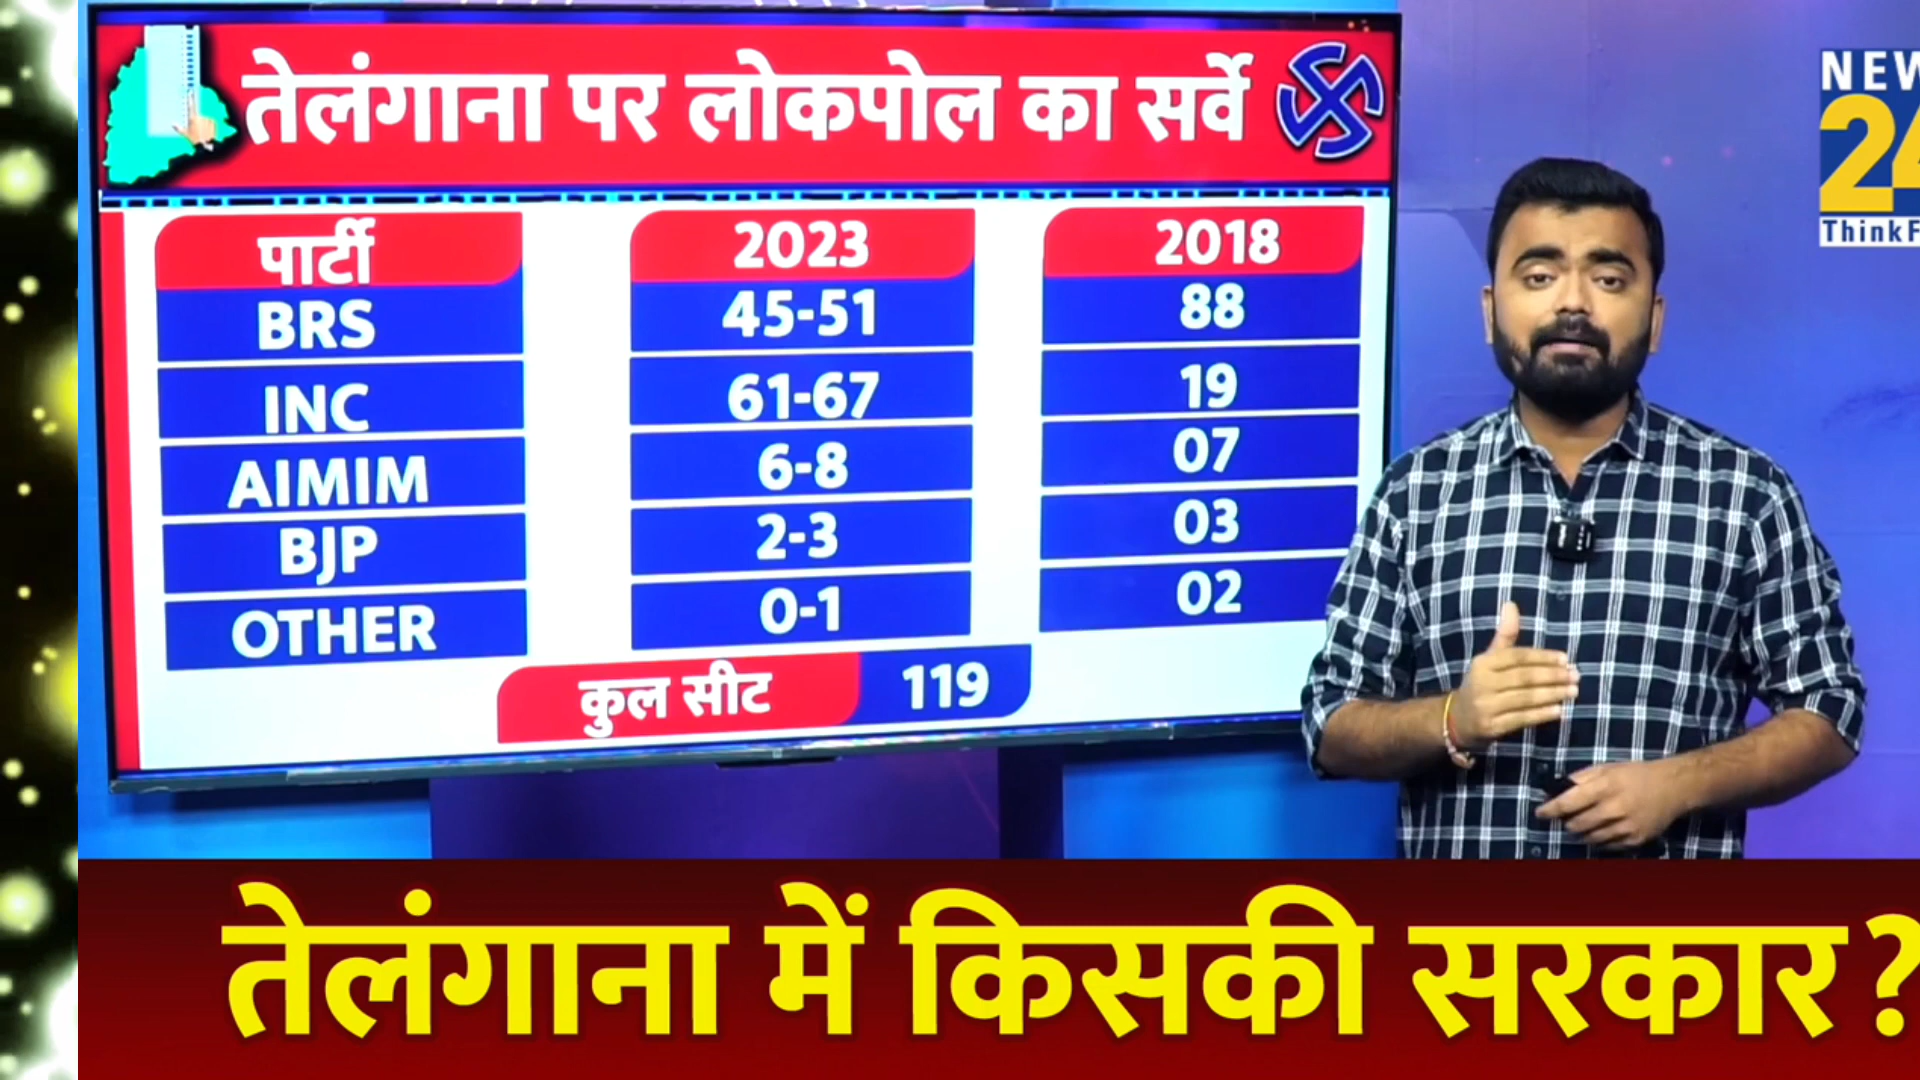 तेलंगाना पर लोकपोल का सर्वे
NEW
24
ThinkF
पार्टी 2023 2018
BRS 45-51 88
INC 61-67 19
AIMIM 6-8 07
BJP 2-3 03
OTHER 0-1 02
कुल सीट 119
तेलंगाना में किसकी सरकार?